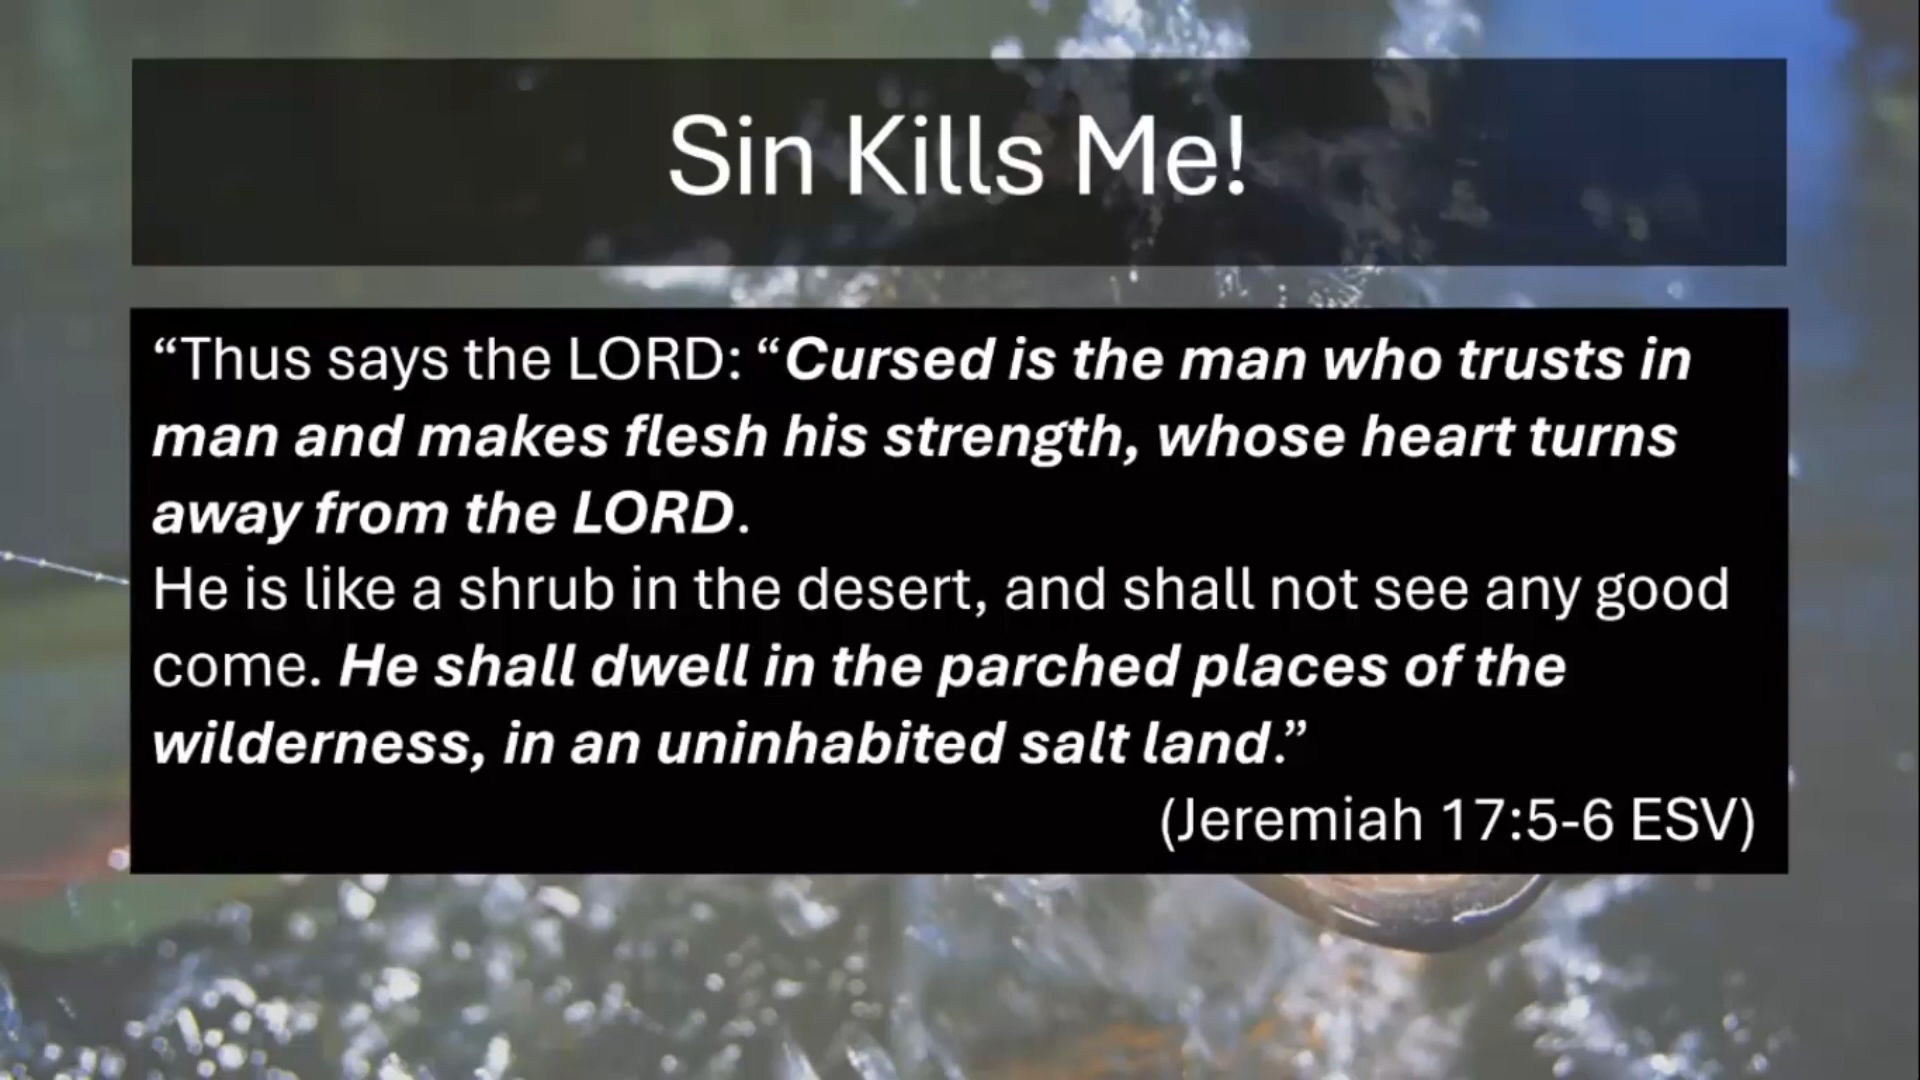 Sin Kills Me!
“Thus says the LORD: “Cursed is the man who trusts in
man and makes flesh his strength, whose heart turns
away from the LORD.
He is like a shrub in the desert, and shall not see any good
come. He shall dwell in the parched places of the
wilderness, in an uninhabited salt land.”
(Jeremiah 17:5-6 ESV)